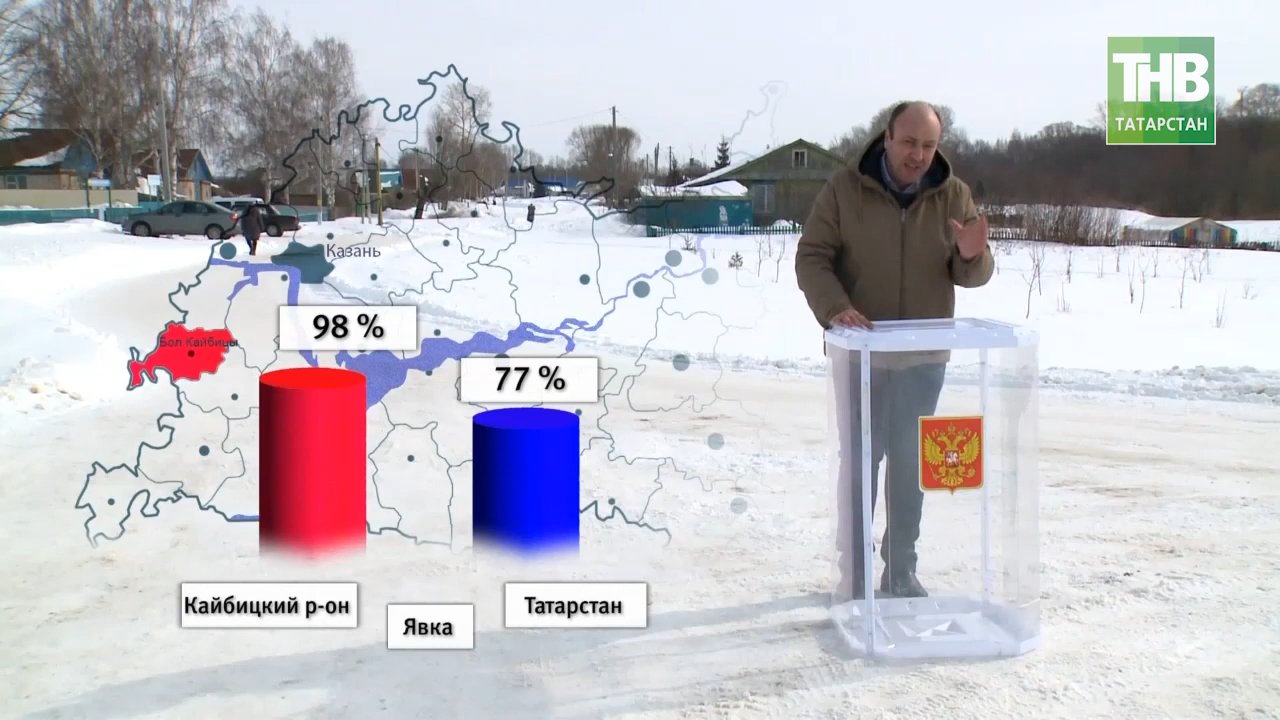 ТНВ
ТАТАРСТАН
Казань
Бол Кайбицы
98 %
77 %
Кайбицкий р-он
Явка
Татарстан